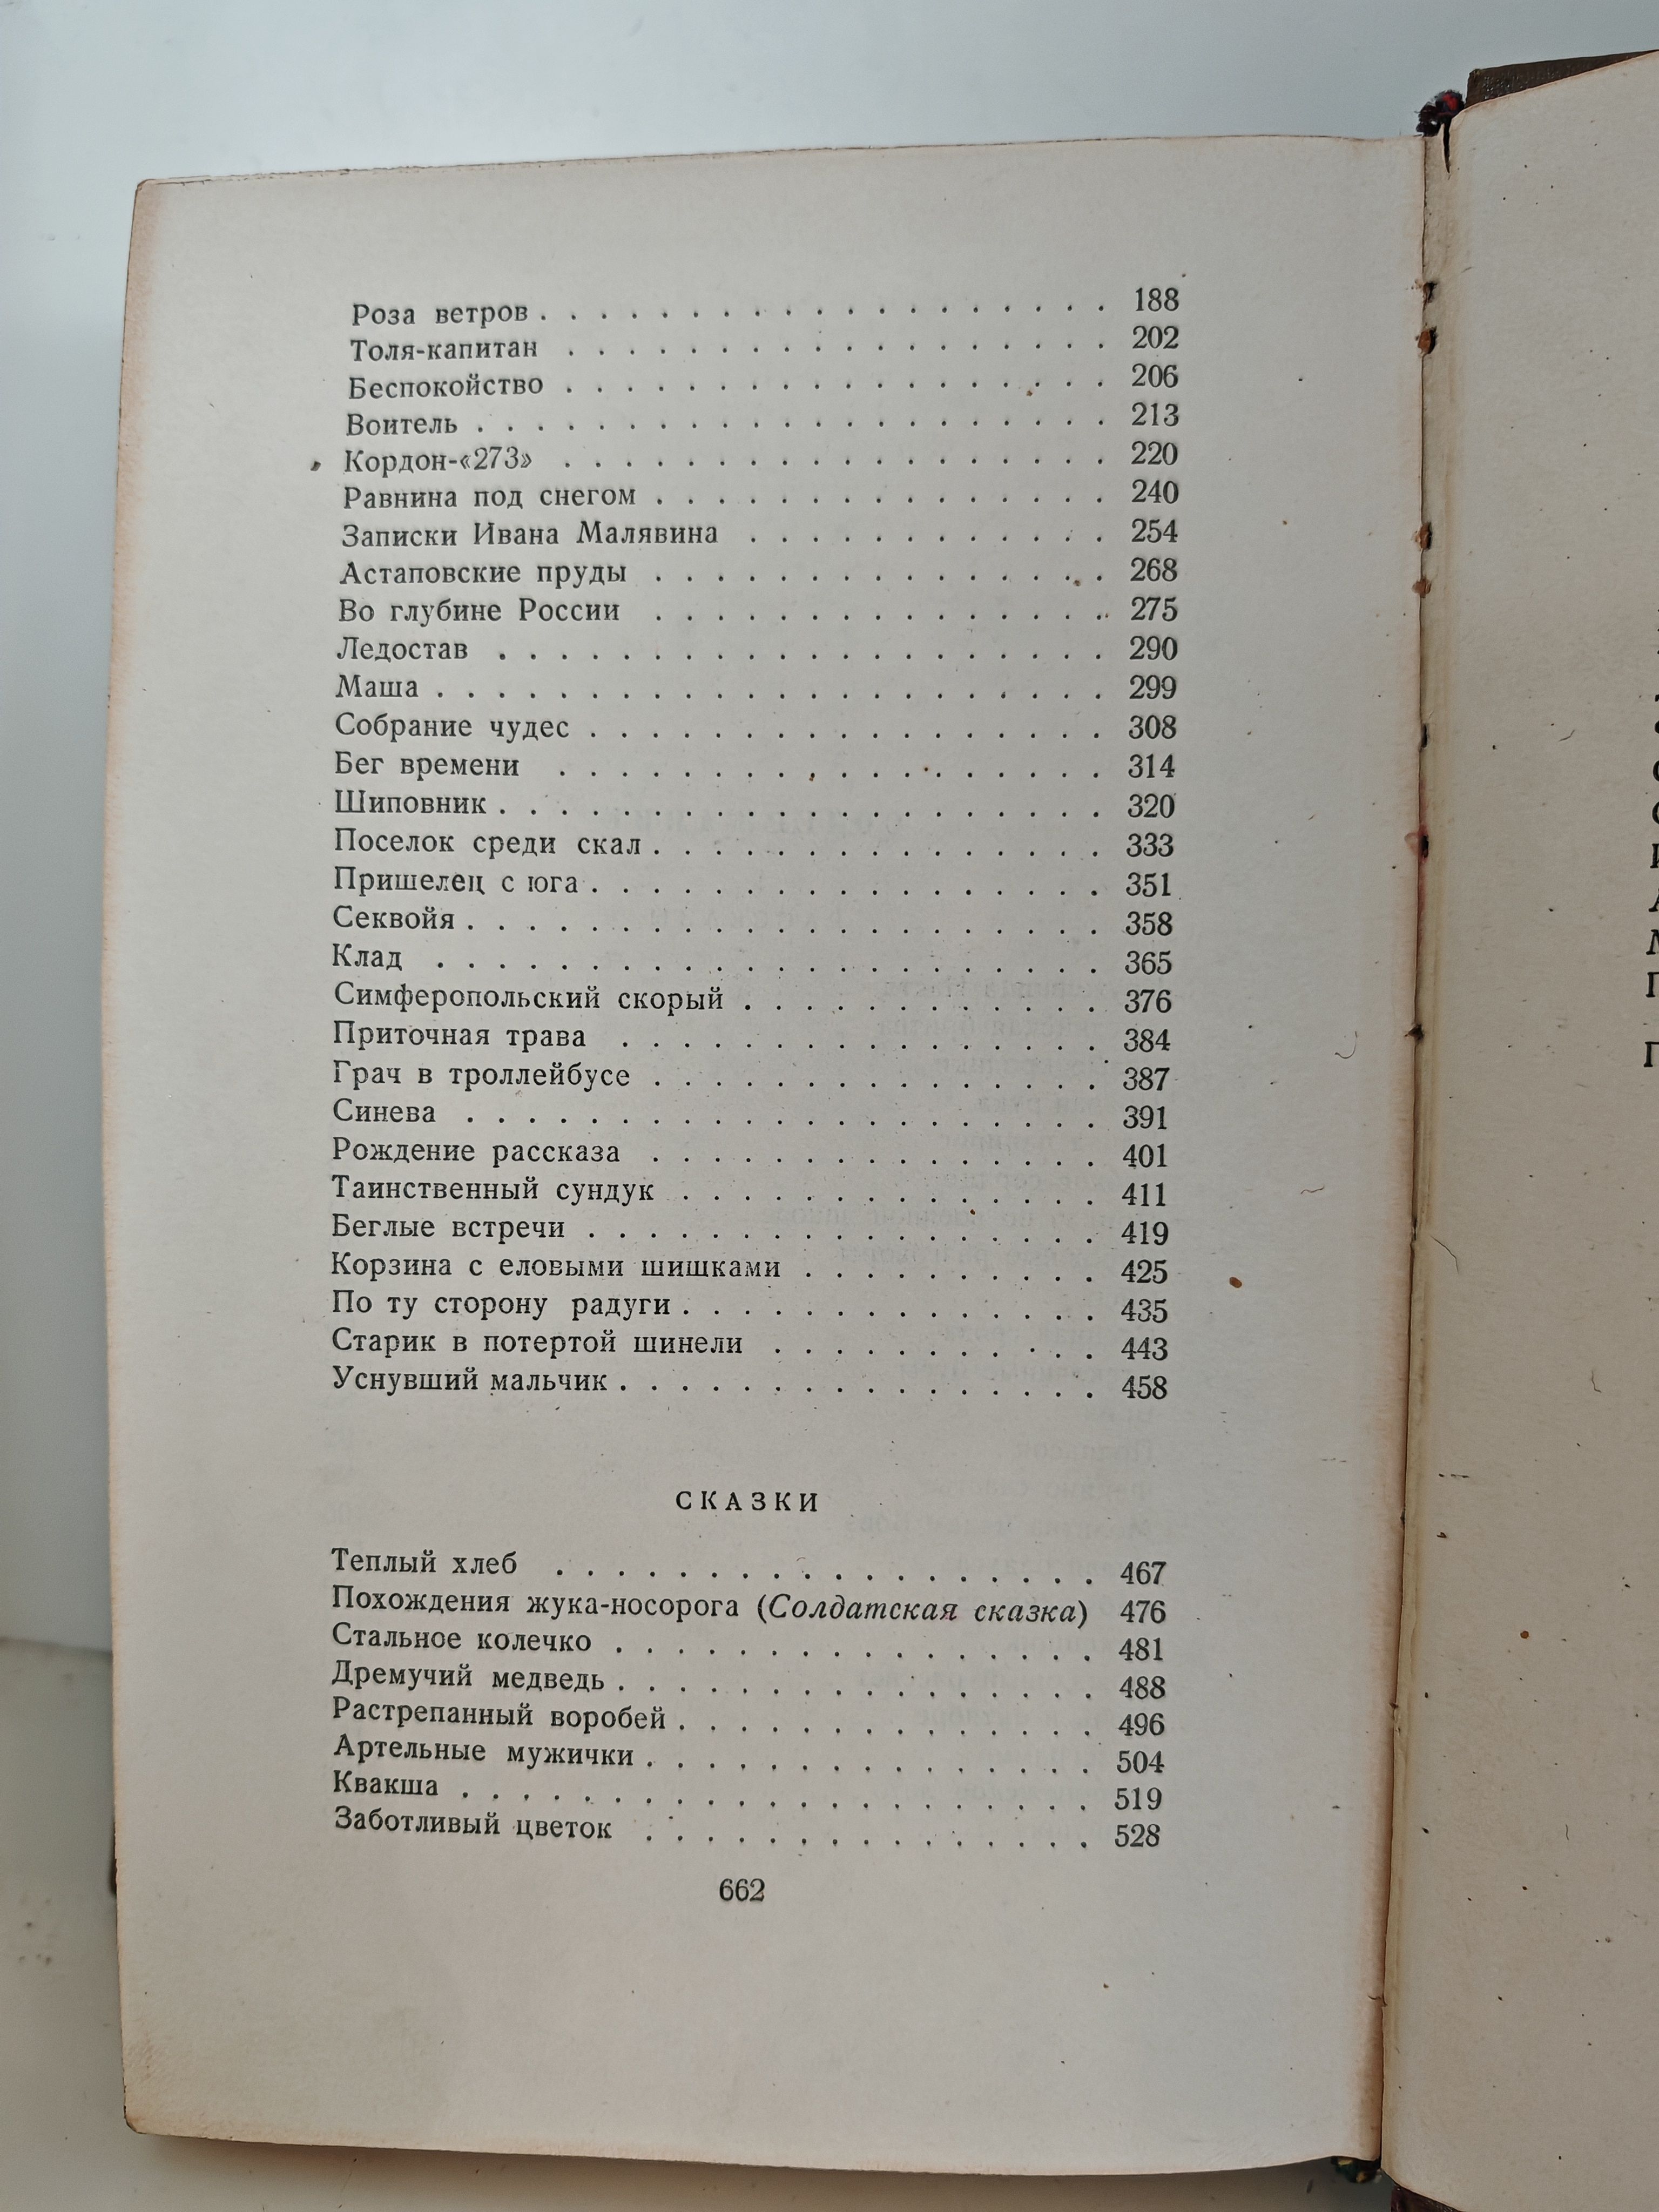 Роза ветров . . . . . . . . . . . . . . . . . . . 188
Толя-капитан . . . . . . . . . . . . . . . . . . 202
Беспокойство . . . . . . . . . . . . . . . . . . 206
Воитель . . . . . . . . . . . . . . . . . . . . . 213
Кордон-«273» . . . . . . . . . . . . . . . . . . 220
Равнина под снегом . . . . . . . . . . . . . . . 240
Записки Ивана Малявина . . . . . . . . . . . . 254
Астаповские пруды . . . . . . . . . . . . . . . 268
Во глубине России . . . . . . . . . . . . . . . 275
Ледостав . . . . . . . . . . . . . . . . . . . . 290
Маша . . . . . . . . . . . . . . . . . . . . . . 299
Собрание чудес . . . . . . . . . . . . . . . . . 308
Бег времени . . . . . . . . . . . . . . . . . . 314
Шиповник . . . . . . . . . . . . . . . . . . . . 320
Поселок среди скал . . . . . . . . . . . . . . . 333
Пришелец с юга . . . . . . . . . . . . . . . . . 351
Секвойя . . . . . . . . . . . . . . . . . . . . . 358
Клад . . . . . . . . . . . . . . . . . . . . . . 365
Симферопольский скорый . . . . . . . . . . . . 376
Приточная трава . . . . . . . . . . . . . . . . 384
Грач в троллейбусе . . . . . . . . . . . . . . . 387
Синева . . . . . . . . . . . . . . . . . . . . . 391
Рождение рассказа . . . . . . . . . . . . . . . 401
Таинственный сундук . . . . . . . . . . . . . . 411
Беглые встречи . . . . . . . . . . . . . . . . . 419
Корзина с еловыми шишками . . . . . . . . . . 425
По ту сторону радуги . . . . . . . . . . . . . . 435
Старик в потертой шинели . . . . . . . . . . . 443
Уснувший мальчик . . . . . . . . . . . . . . . . 458
СКАЗКИ
Теплый хлеб . . . . . . . . . . . . . . . . . . 467
Похождения жука-носорога (Солдатская сказка) 476
Стальное колечко . . . . . . . . . . . . . . . . 481
Дремучий медведь . . . . . . . . . . . . . . . . 488
Растрепанный воробей . . . . . . . . . . . . . . 496
Артельные мужички . . . . . . . . . . . . . . . 504
Квакша . . . . . . . . . . . . . . . . . . . . . 519
Заботливый цветок . . . . . . . . . . . . . . . 528
662